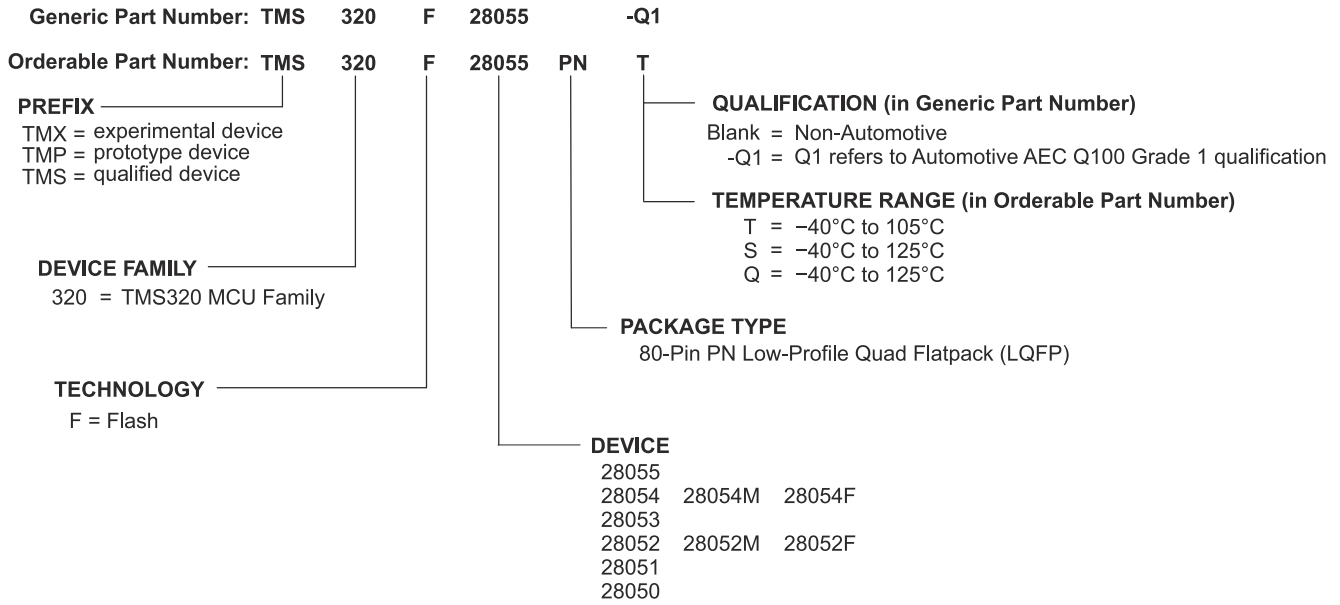 Generic Part Number: TMS 320 F 28055 -Q1
Orderable Part Number: TMS 320 F 28055 PN T
PREFIX
TMX = experimental device
TMP = prototype device
TMS = qualified device
QUALIFICATION (in Generic Part Number)
Blank = Non-Automotive
-Q1 = Q1 refers to Automotive AEC Q100 Grade 1 qualification
TEMPERATURE RANGE (in Orderable Part Number)
T = −40°C to 105°C
S = −40°C to 125°C
Q = −40°C to 125°C
DEVICE FAMILY
320 = TMS320 MCU Family
PACKAGE TYPE
80-Pin PN Low-Profile Quad Flatpack (LQFP)
TECHNOLOGY
F = Flash
DEVICE
28055
28054 28054M 28054F
28053
28052 28052M 28052F
28051
28050